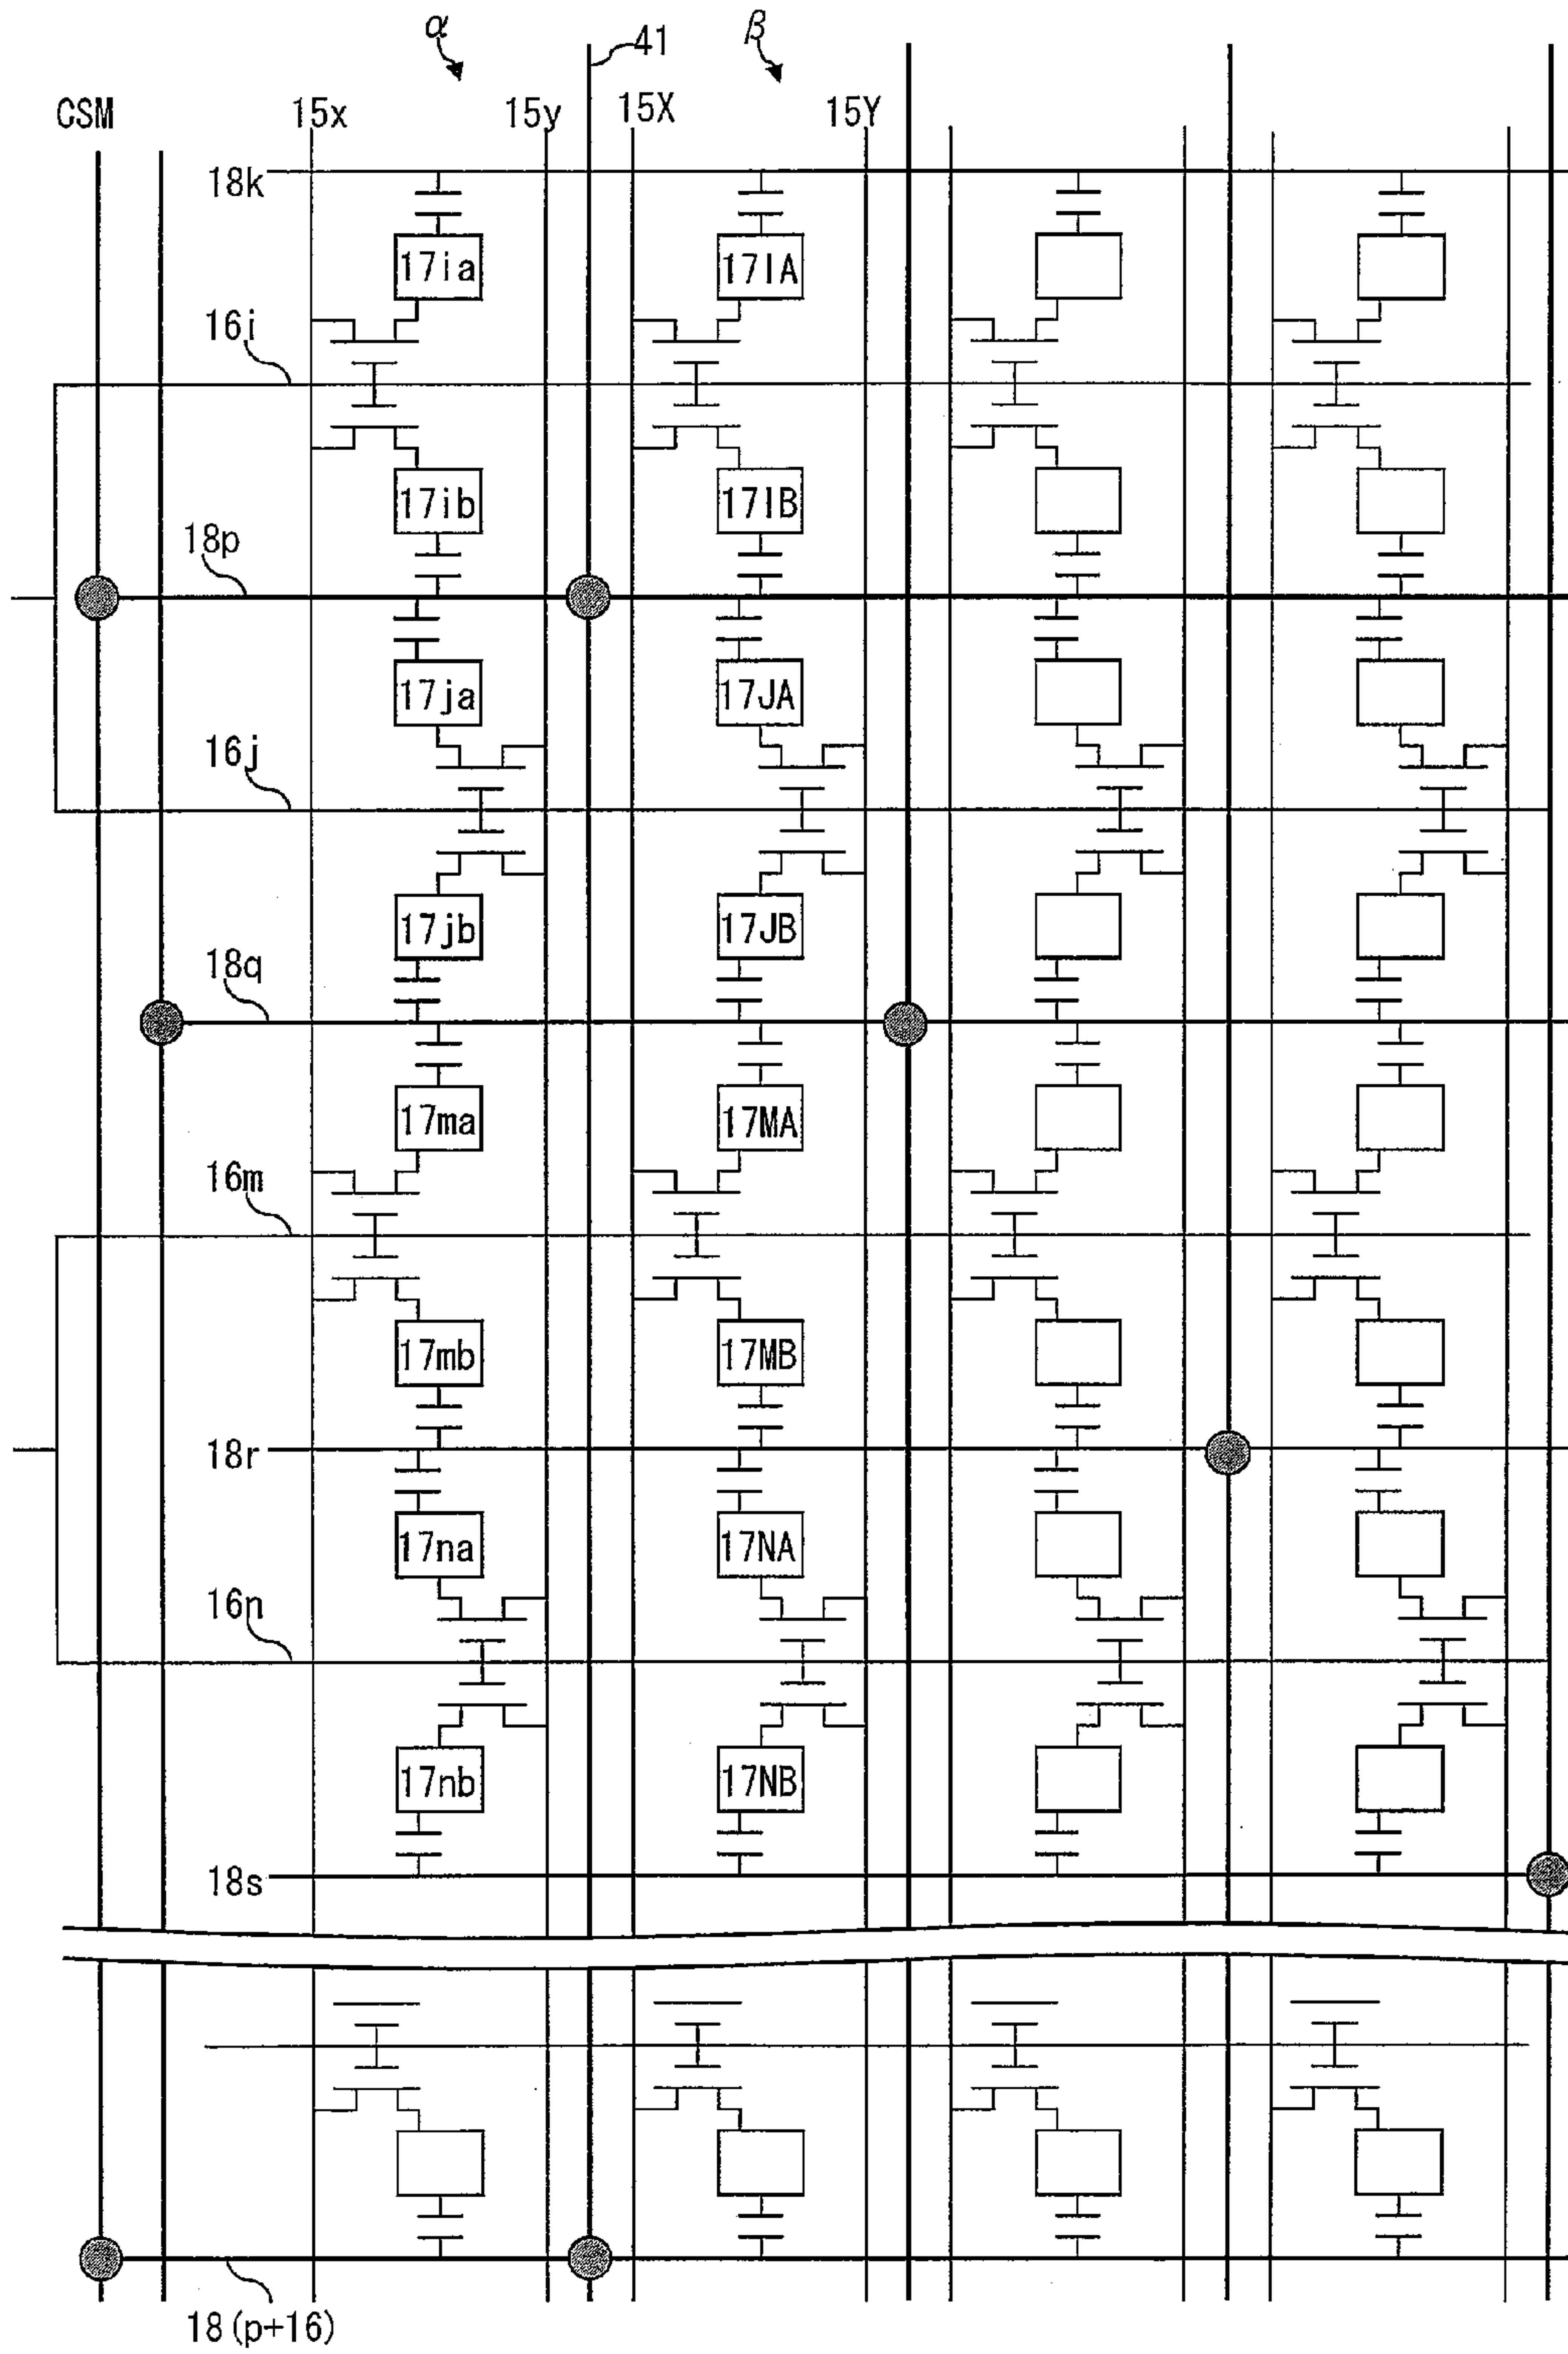 α 41 β
CSM 15x 15y 15X 15Y
18k
17ia 17IA
16i
17ib 17IB
18p
17ja 17JA
16j
17jb 17JB
18q
17ma 17MA
16m
17mb 17MB
18r
17na 17NA
16n
17nb 17NB
18s
18(p+16)